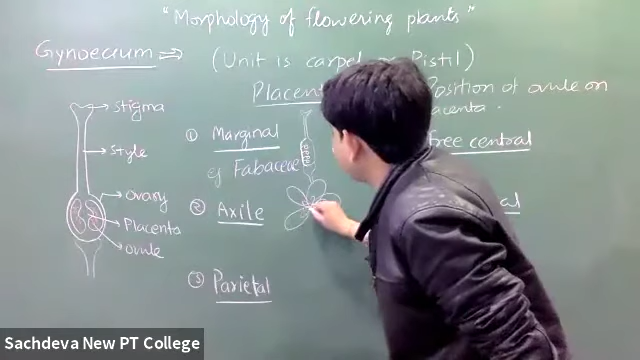 "Morphology of flowering plants"
Gynoecium ⇒ (Unit is carpel or Pistil)
Placent Position of ovule on
placenta.
stigma
style
ovary
Placenta
ovule
① Marginal
eg Fabaceae
② Axile
③ Parietal
free central
al
Sachdeva New PT College